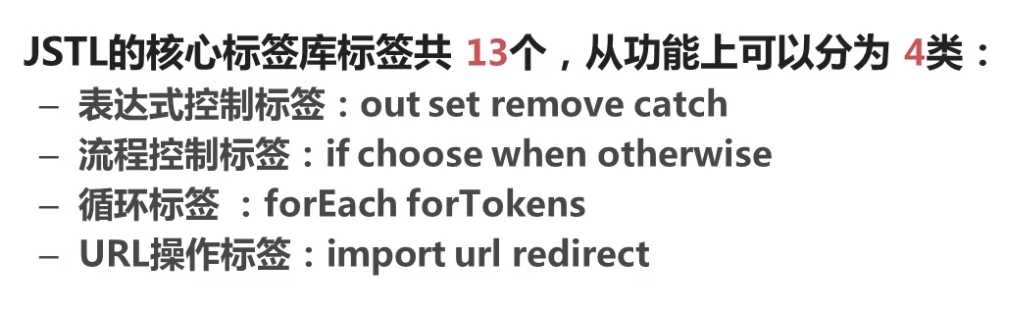 JSTL的核心标签库标签共 13个，从功能上可以分为 4类：
– 表达式控制标签：out set remove catch
– 流程控制标签：if choose when otherwise
– 循环标签 ：forEach forTokens
– URL操作标签：import url redirect